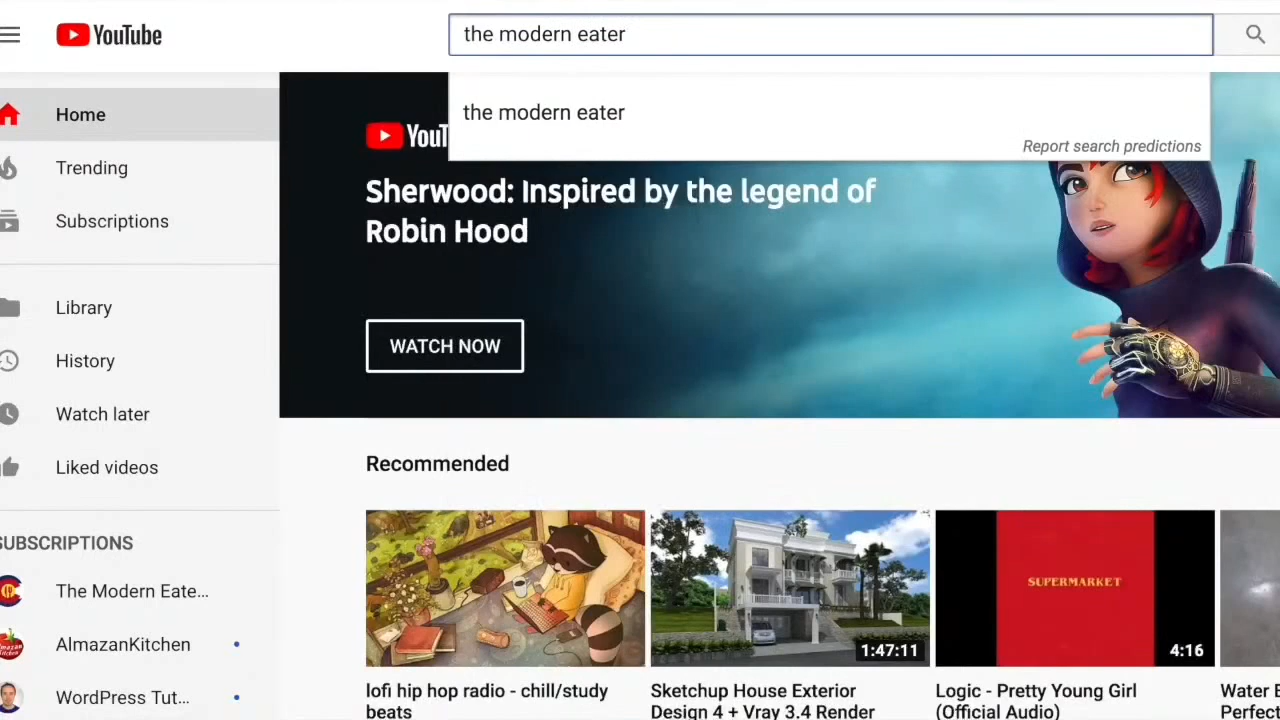 YouTube
the modern eater
the modern eater
Report search predictions
Home
Trending
Subscriptions
Library
History
Watch later
Liked videos
SUBSCRIPTIONS
The Modern Eate...
AlmazanKitchen
WordPress Tut...
YouT
Sherwood: Inspired by the legend of
Robin Hood
WATCH NOW
Recommended
SUPERMARKET
1:47:11
4:16
lofi hip hop radio - chill/study
beats
Sketchup House Exterior
Design 4 + Vray 3.4 Render
Logic - Pretty Young Girl
(Official Audio)
Water E
Perfect